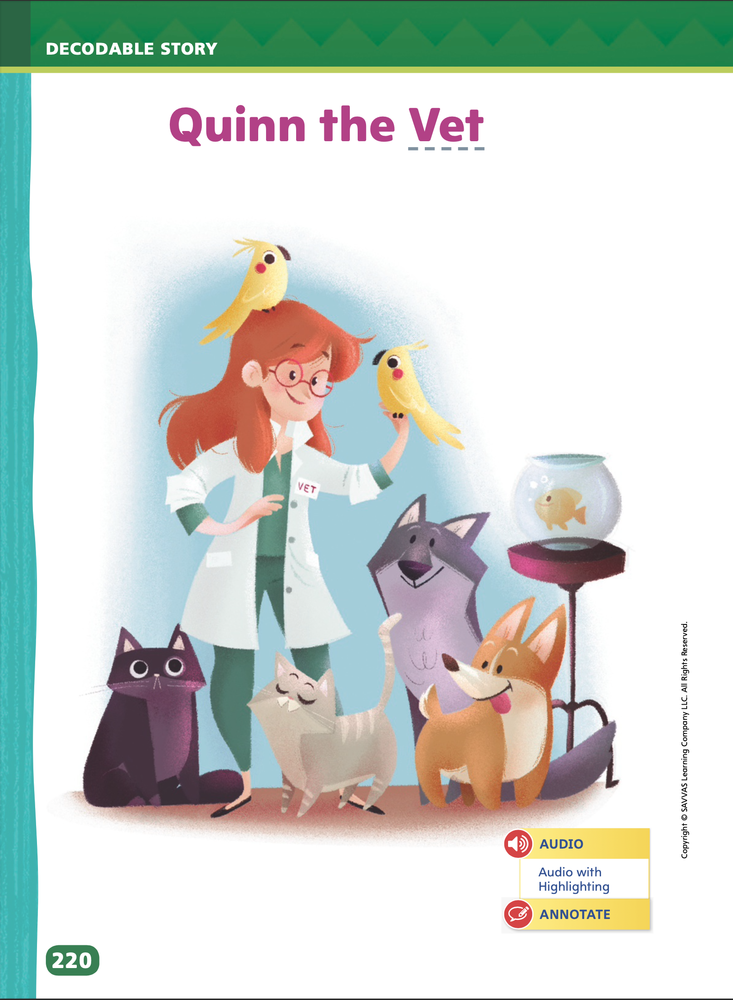 DECODABLE STORY
Quinn the Vet
VET
Copyright © SAVVAS Learning Company LLC. All Rights Reserved.
AUDIO
Audio with
Highlighting
ANNOTATE
220